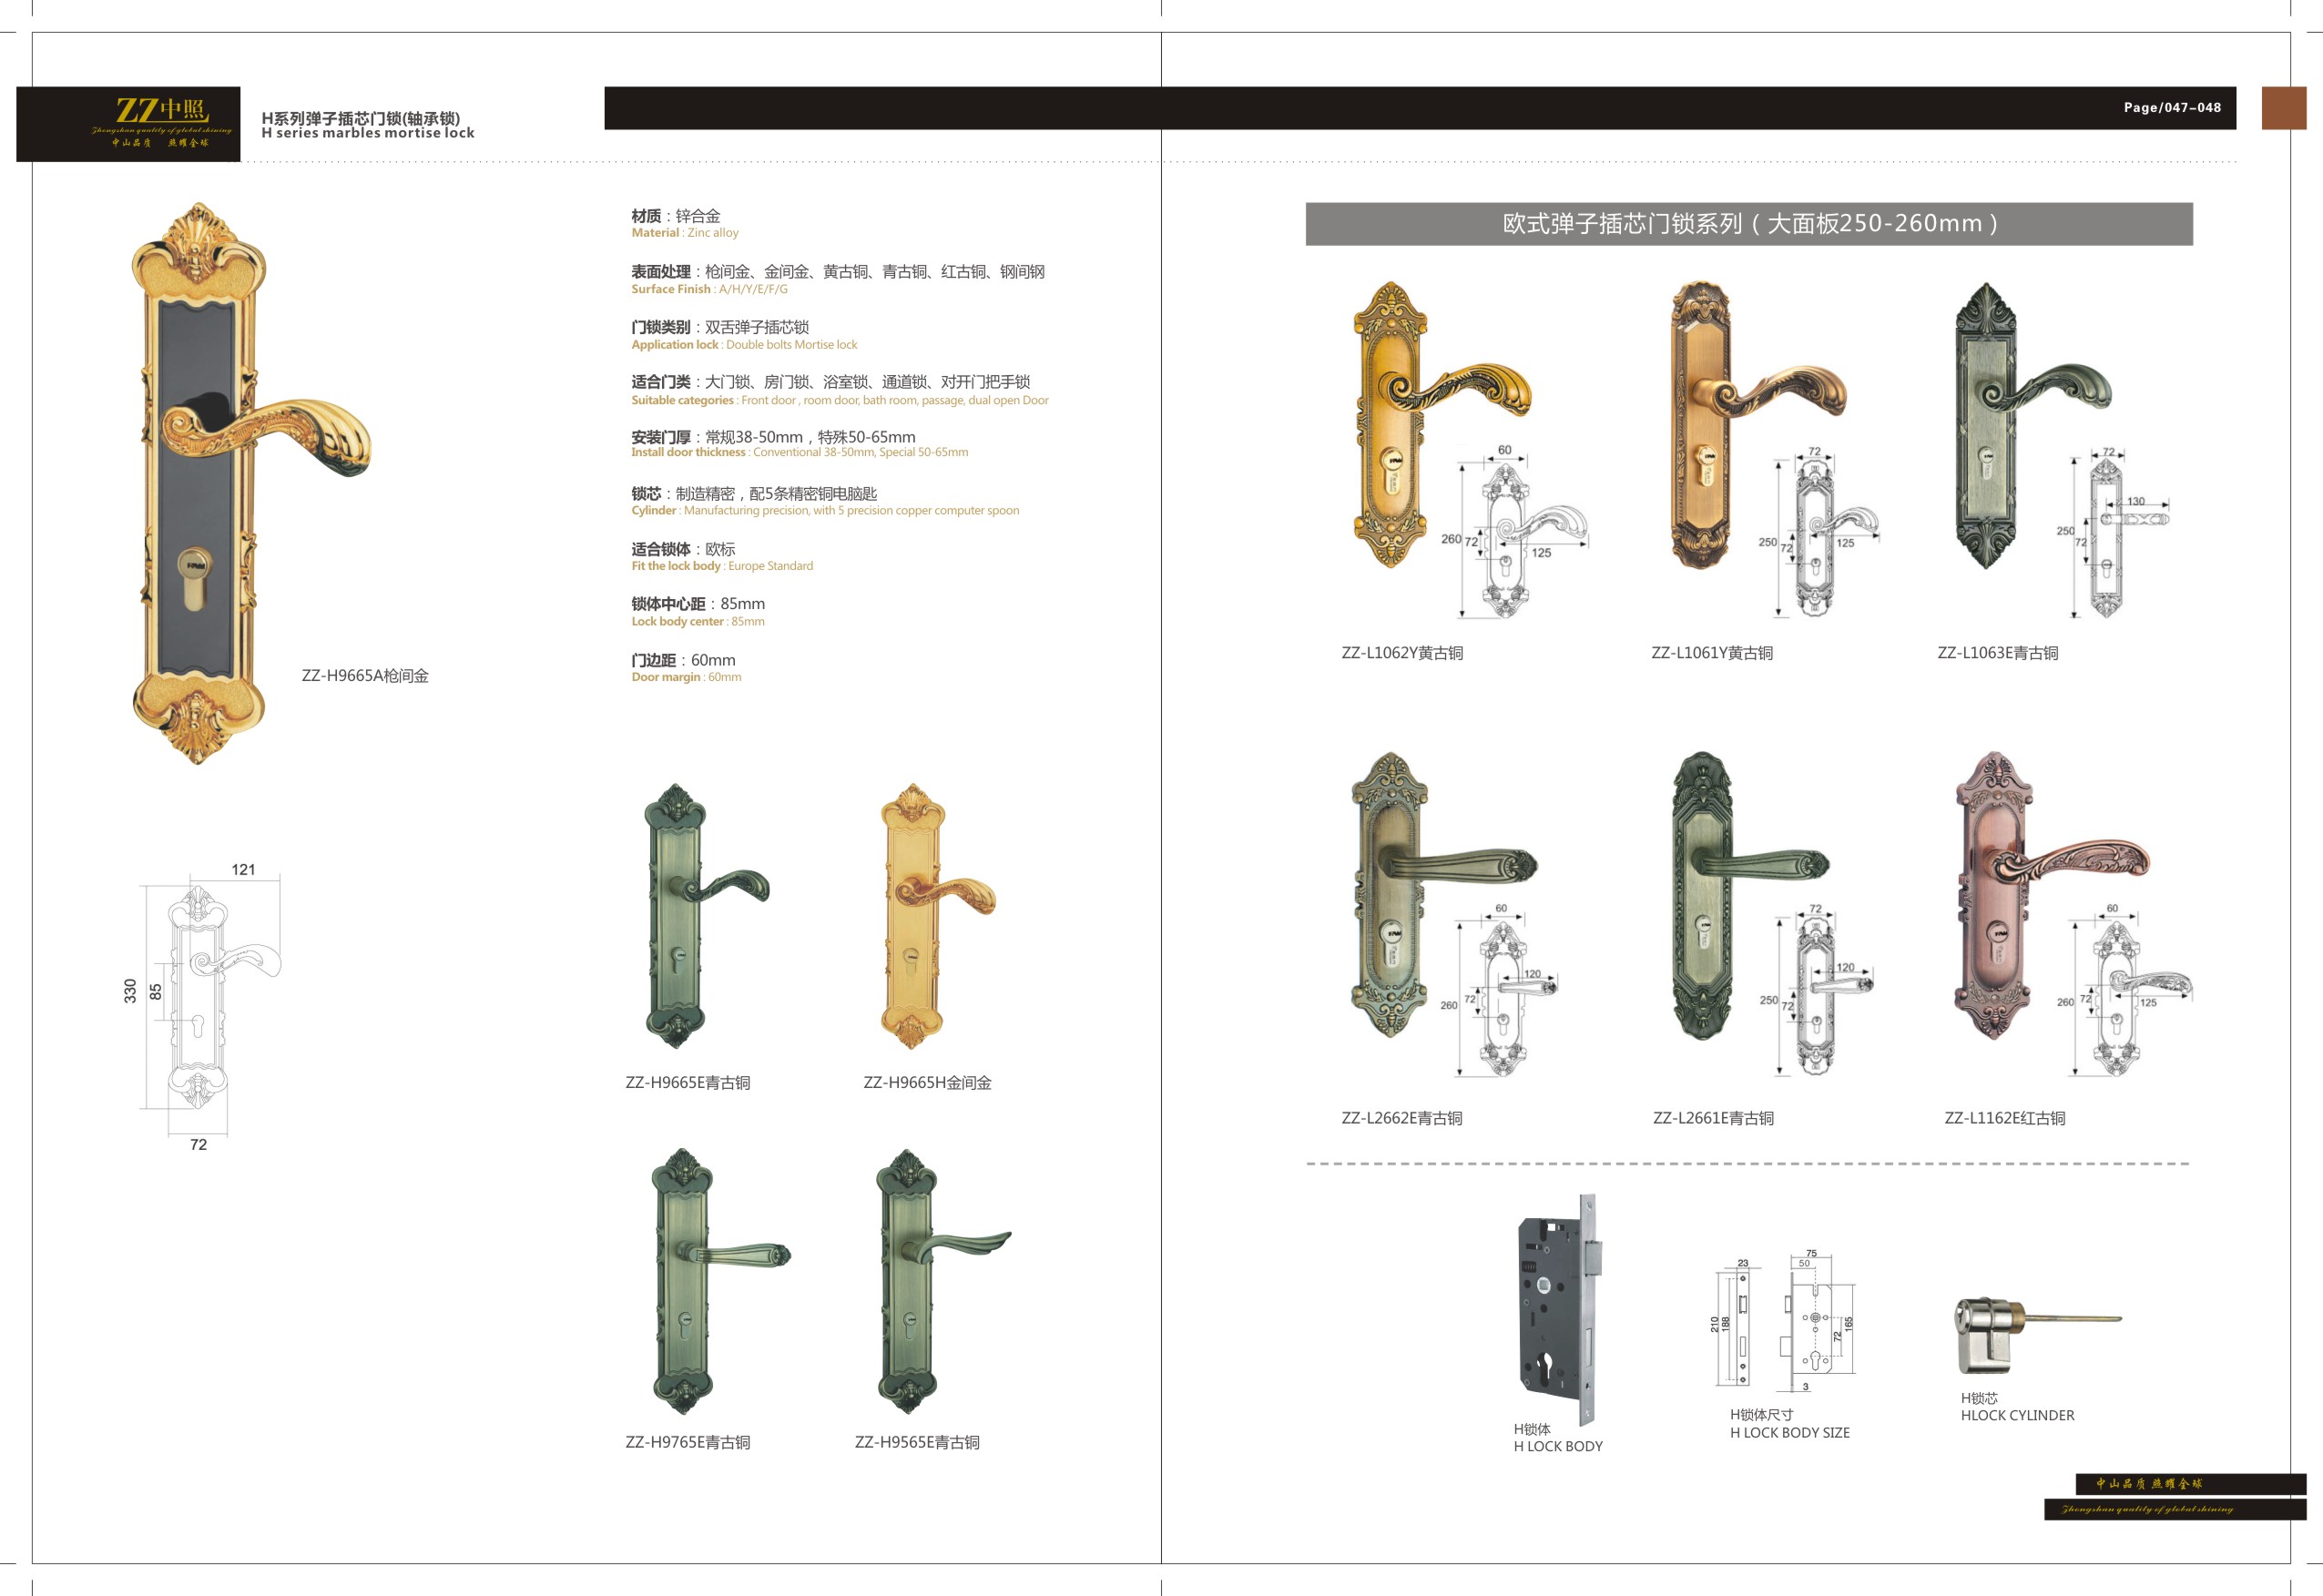 ZZ中照
Zhongshan quality of global shining
中山品质 照耀全球
H系列弹子插芯门锁(轴承锁)
H series marbles mortise lock
Page/047-048
材质：锌合金
Material : Zinc alloy
表面处理：枪间金、金间金、黄古铜、青古铜、红古铜、钢间钢
Surface Finish : A/H/Y/E/F/G
门锁类别：双舌弹子插芯锁
Application lock : Double bolts Mortise lock
适合门类：大门锁、房门锁、浴室锁、通道锁、对开门把手锁
Suitable categories : Front door , room door, bath room, passage, dual open Door
安装门厚：常规38-50mm，特殊50-65mm
Install door thickness : Conventional 38-50mm, Special 50-65mm
锁芯：制造精密，配5条精密铜电脑匙
Cylinder : Manufacturing precision, with 5 precision copper computer spoon
适合锁体：欧标
Fit the lock body : Europe Standard
锁体中心距：85mm
Lock body center : 85mm
门边距：60mm
Door margin : 60mm
ZZ-H9665A枪间金
121
330
85
72
ZZ-H9665E青古铜
ZZ-H9665H金间金
ZZ-H9765E青古铜
ZZ-H9565E青古铜
欧式弹子插芯门锁系列（大面板250-260mm）
60
260
72
125
ZZ-L1062Y黄古铜
72
250
72
125
ZZ-L1061Y黄古铜
72
130
250
72
ZZ-L1063E青古铜
60
120
260
72
ZZ-L2662E青古铜
72
120
250
72
ZZ-L2661E青古铜
60
260
72
125
ZZ-L1162E红古铜
H锁体
H LOCK BODY
23
210
188
75
50
72
165
3
H锁体尺寸
H LOCK BODY SIZE
H锁芯
HLOCK CYLINDER
中山品质 照耀全球
Zhongshan quality of global shining